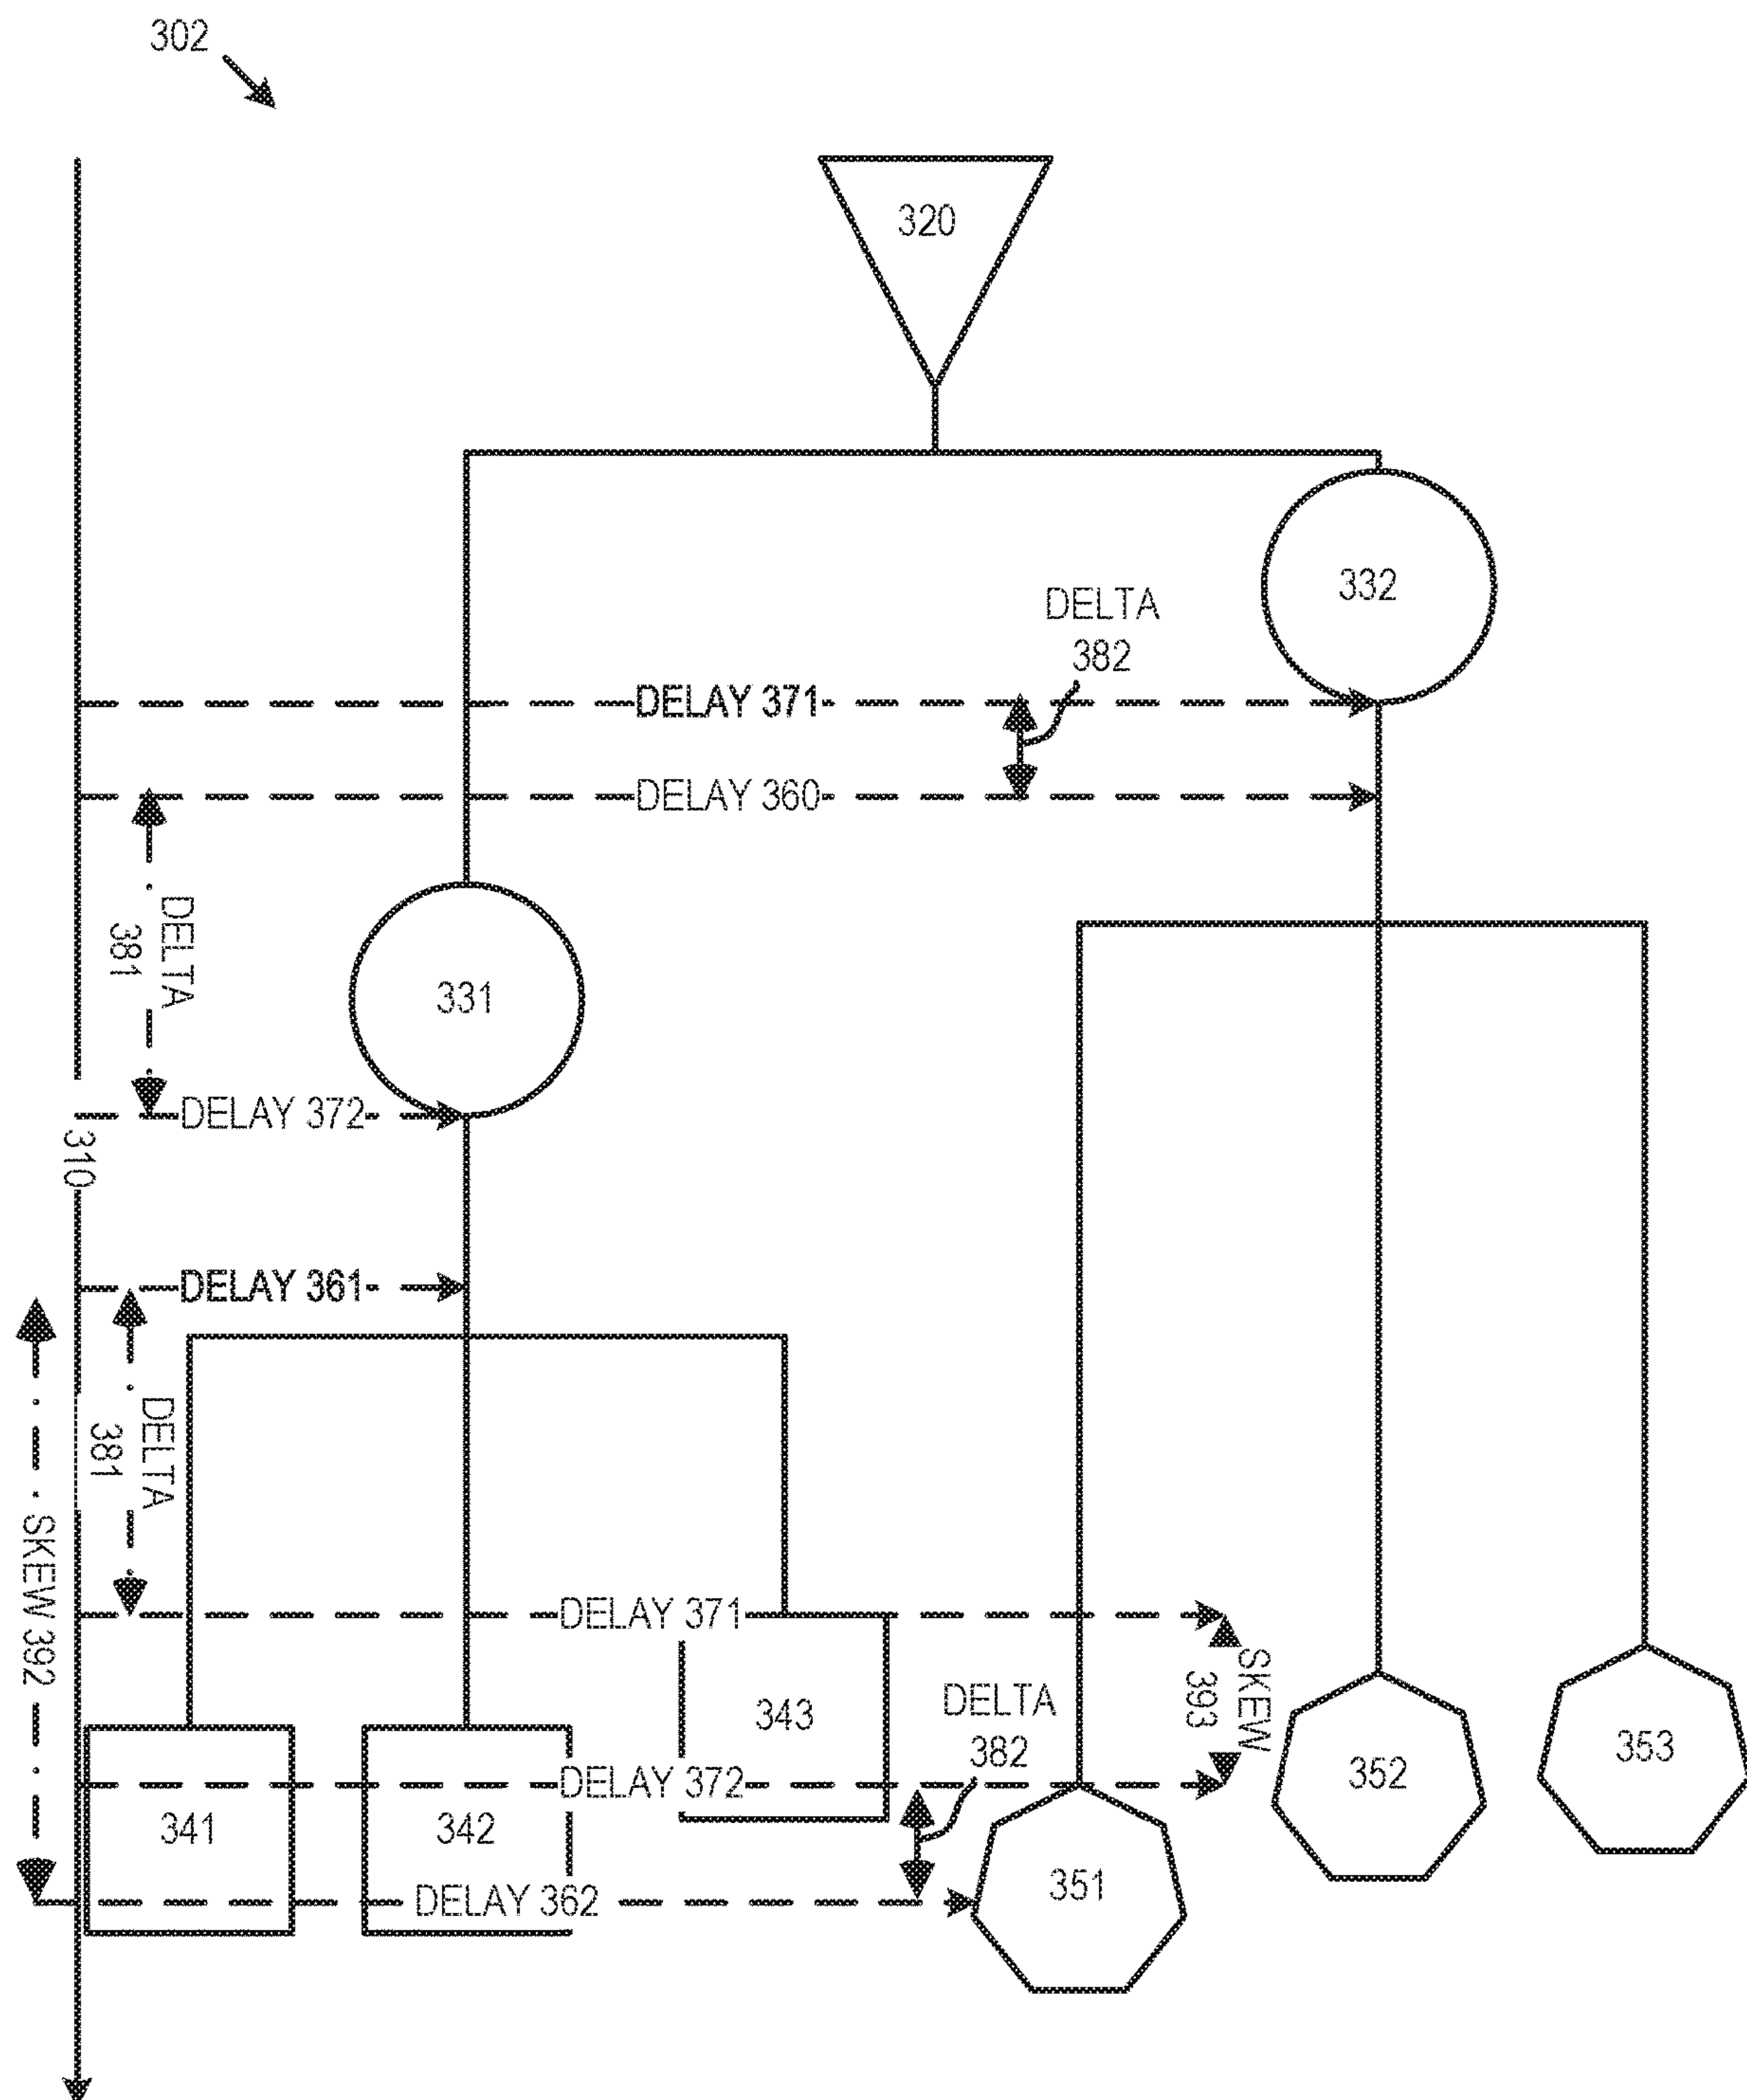 302
320
332
DELTA
382
DELAY 371
DELAY 360
DELTA
381
331
DELAY 372
310
DELAY 361
DELTA
381
SKEW 392
DELAY 371
343
DELTA
382
SKEW
393
352
353
DELAY 372
341
342
351
DELAY 362